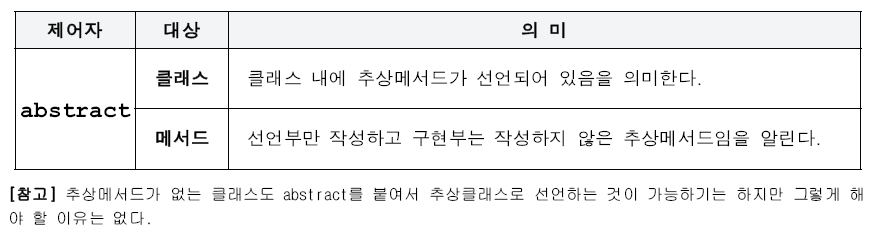 제어자 대상 의 미
클래스 클래스 내에 추상메서드가 선언되어 있음을 의미한다.
abstract
메서드 선언부만 작성하고 구현부는 작성하지 않은 추상메서드임을 알린다.
[참고] 추상메서드가 없는 클래스도 abstract를 붙여서 추상클래스로 선언하는 것이 가능하기는 하지만 그렇게 해
야 할 이유는 없다.